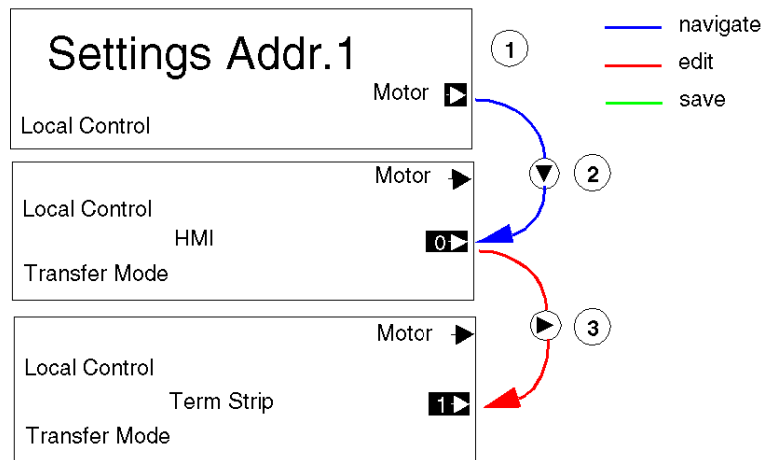 Settings Addr.1
1
navigate
edit
save
Motor
Local Control
Motor
2
Local Control
HMI
0
Transfer Mode
3
Motor
Local Control
Term Strip
1
Transfer Mode